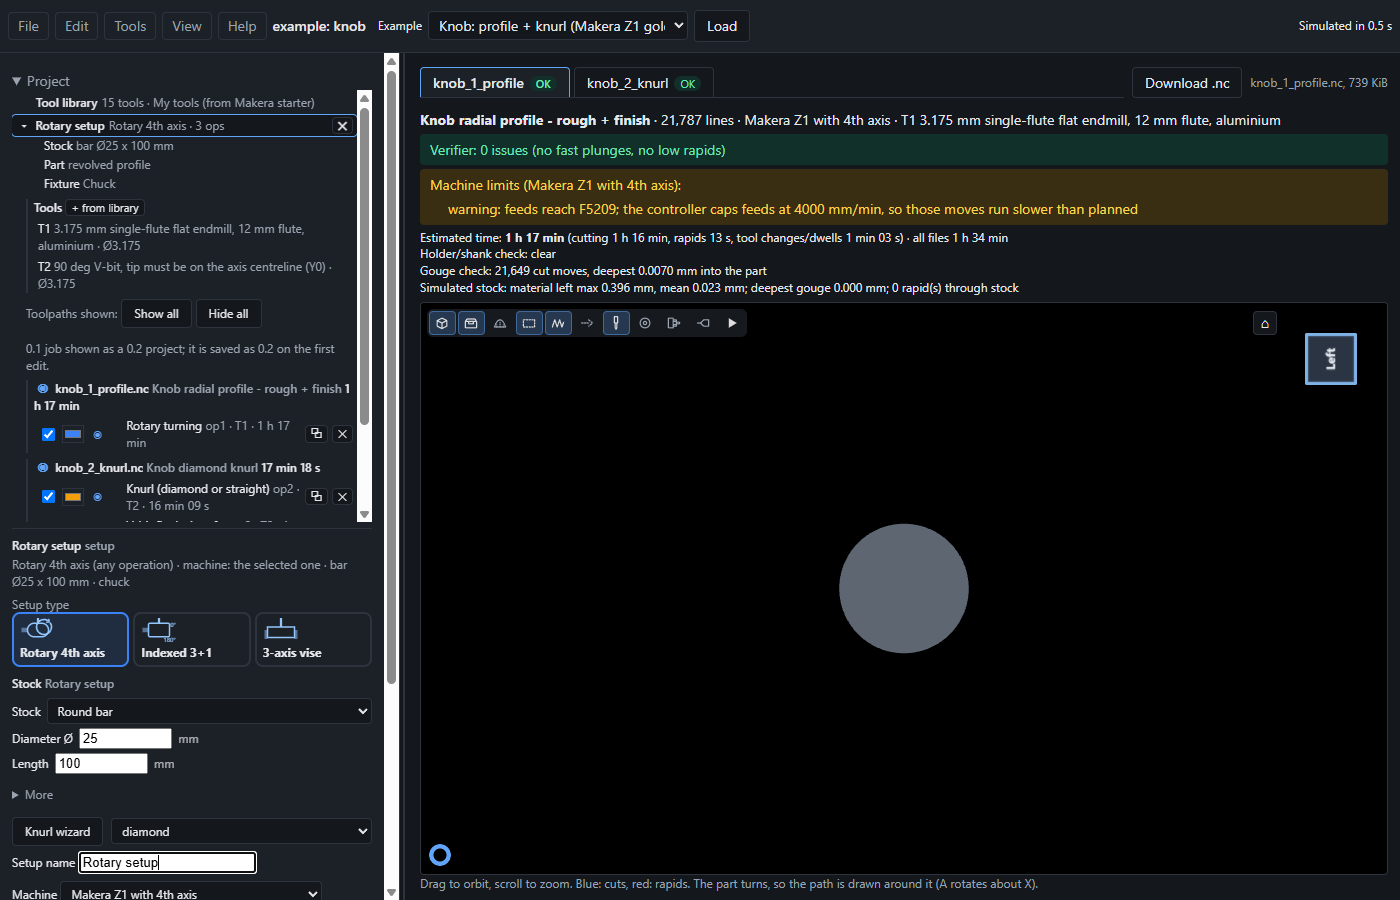 File Edit Tools View Help example: knob Example Knob: profile + knurl (Makera Z1 gol Load Simulated in 0.5 s
Project
Tool library 15 tools · My tools (from Makera starter)
Rotary setup Rotary 4th axis · 3 ops
Stock bar Ø25 x 100 mm
Part revolved profile
Fixture Chuck
Tools + from library
T1 3.175 mm single-flute flat endmill, 12 mm flute,
aluminium · Ø3.175
T2 90 deg V-bit, tip must be on the axis centreline (Y0) ·
Ø3.175
Toolpaths shown: Show all Hide all
0.1 job shown as a 0.2 project; it is saved as 0.2 on the first
edit.
knob_1_profile.nc Knob radial profile - rough + finish 1
h 17 min
Rotary turning op1 · T1 · 1 h 17
min
knob_2_knurl.nc Knob diamond knurl 17 min 18 s
Knurl (diamond or straight) op2 ·
T2 · 16 min 09 s
Rotary setup setup
Rotary 4th axis (any operation) · machine: the selected one · bar
Ø25 x 100 mm · chuck
Setup type
Rotary 4th axis Indexed 3+1 3-axis vise
Stock Rotary setup
Stock Round bar
Diameter Ø 25 mm
Length 100 mm
More
Knurl wizard diamond
Setup name Rotary setup
Machine Makera Z1 with 4th axis
knob_1_profile OK knob_2_knurl OK Download .nc knob_1_profile.nc, 739 KiB
Knob radial profile - rough + finish · 21,787 lines · Makera Z1 with 4th axis · T1 3.175 mm single-flute flat endmill, 12 mm flute, aluminium
Verifier: 0 issues (no fast plunges, no low rapids)
Machine limits (Makera Z1 with 4th axis):
warning: feeds reach F5209; the controller caps feeds at 4000 mm/min, so those moves run slower than planned
Estimated time: 1 h 17 min (cutting 1 h 16 min, rapids 13 s, tool changes/dwells 1 min 03 s) · all files 1 h 34 min
Holder/shank check: clear
Gouge check: 21,649 cut moves, deepest 0.0070 mm into the part
Simulated stock: material left max 0.396 mm, mean 0.023 mm; deepest gouge 0.000 mm; 0 rapid(s) through stock
Left
Drag to orbit, scroll to zoom. Blue: cuts, red: rapids. The part turns, so the path is drawn around it (A rotates about X).